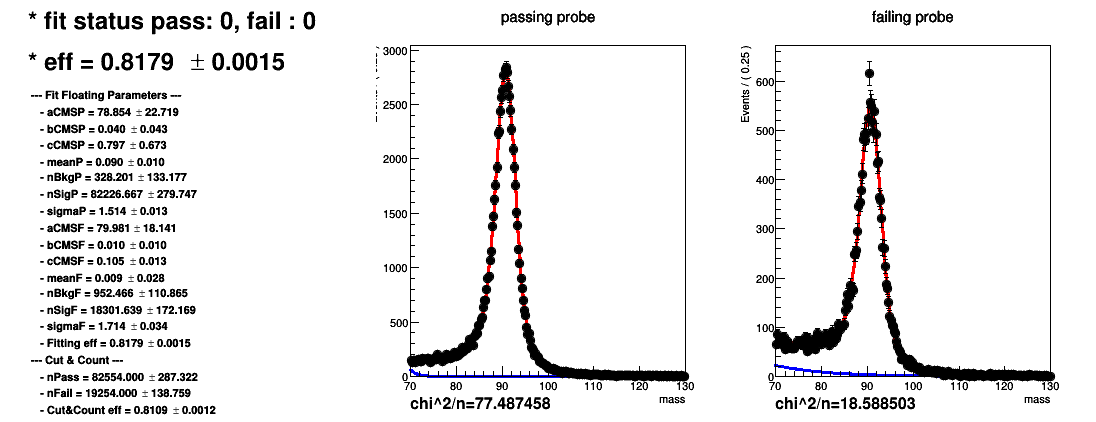 * fit status pass: 0, fail : 0
* eff = 0.8179 ± 0.0015
--- Fit Floating Parameters ---
- aCMSP = 78.854 ± 22.719
- bCMSP = 0.040 ± 0.043
- cCMSP = 0.797 ± 0.673
- meanP = 0.090 ± 0.010
- nBkgP = 328.201 ± 133.177
- nSigP = 82226.667 ± 279.747
- sigmaP = 1.514 ± 0.013
- aCMSF = 79.981 ± 18.141
- bCMSF = 0.010 ± 0.010
- cCMSF = 0.105 ± 0.013
- meanF = 0.009 ± 0.028
- nBkgF = 952.466 ± 110.865
- nSigF = 18301.639 ± 172.169
- sigmaF = 1.714 ± 0.034
- Fitting eff = 0.8179 ± 0.0015
--- Cut & Count ---
- nPass = 82554.000 ± 287.322
- nFail = 19254.000 ± 138.759
- Cut&Count eff = 0.8109 ± 0.0012
passing probe
3000
2500
2000
1500
1000
500
0
70 80 90 100 110 120 130
mass
chi^2/n=77.487458
failing probe
Events / ( 0.25 )
600
500
400
300
200
100
0
70 80 90 100 110 120 130
mass
chi^2/n=18.588503